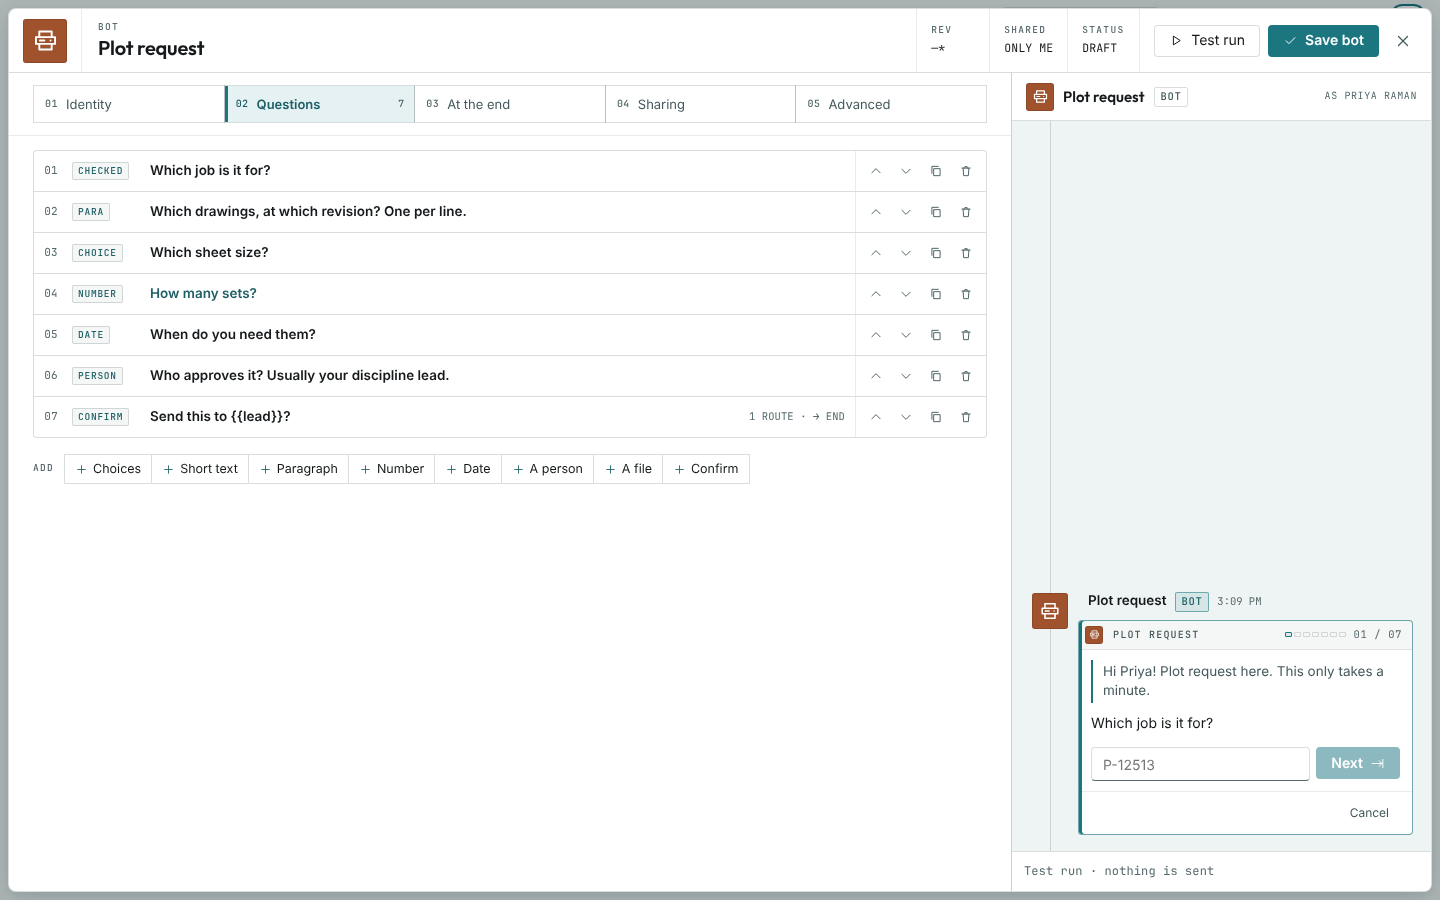 BOT
Plot request
REV
—*
SHARED
ONLY ME
STATUS
DRAFT
Test run
Save bot
01 Identity
02 Questions 7
03 At the end
04 Sharing
05 Advanced
01 CHECKED Which job is it for?
02 PARA Which drawings, at which revision? One per line.
03 CHOICE Which sheet size?
04 NUMBER How many sets?
05 DATE When do you need them?
06 PERSON Who approves it? Usually your discipline lead.
07 CONFIRM Send this to {{lead}}? 1 ROUTE · → END
ADD + Choices + Short text + Paragraph + Number + Date + A person + A file + Confirm
Plot request BOT AS PRIYA RAMAN
Plot request BOT 3:09 PM
PLOT REQUEST 01 / 07
Hi Priya! Plot request here. This only takes a
minute.
Which job is it for?
P-12513
Next
Cancel
Test run · nothing is sent